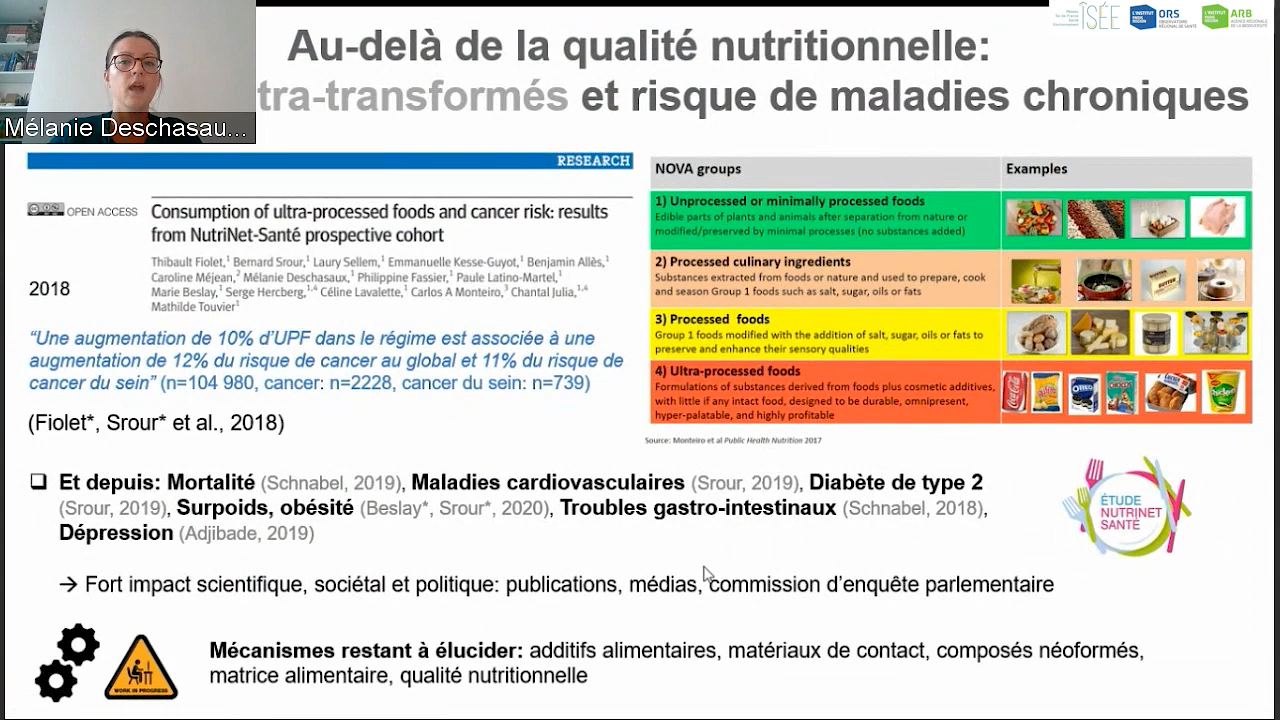 Au-delà de la qualité nutritionnelle:
tra-transformés et risque de maladies chroniques
Mélanie Deschasau...
ISÉE
ORS
ARB
RESEARCH
OPEN ACCESS
Consumption of ultra-processed foods and cancer risk: results
from NutriNet-Santé prospective cohort
Thibault Fiolet,1 Bernard Srour,1 Laury Sellem,1 Emmanuelle Kesse-Guyot,1 Benjamin Allès,1
Caroline Méjean,2 Mélanie Deschasaux,1 Philippine Fassier,1 Paule Latino-Martel,1
Marie Beslay,1 Serge Hercberg,1,4 Céline Lavalette,1 Carlos A Monteiro,3 Chantal Julia,1,4
Mathilde Touvier1
2018
“Une augmentation de 10% d’UPF dans le régime est associée à une
augmentation de 12% du risque de cancer au global et 11% du risque de
cancer du sein” (n=104 980, cancer: n=2228, cancer du sein: n=739)
(Fiolet*, Srour* et al., 2018)
NOVA groups
Examples
1) Unprocessed or minimally processed foods
Edible parts of plants and animals after separation from nature or
modified/preserved by minimal processes (no substances added)
2) Processed culinary ingredients
Substances extracted from foods or nature and used to prepare, cook
and season Group 1 foods such as salt, sugar, oils or fats
3) Processed foods
Group 1 foods modified with the addition of salt, sugar, oils or fats to
preserve and enhance their sensory qualities
4) Ultra-processed foods
Formulations of substances derived from foods plus cosmetic additives,
with little if any intact food, designed to be durable, omnipresent,
hyper-palatable, and highly profitable
Source: Monteiro et al Public Health Nutrition 2017
Et depuis: Mortalité (Schnabel, 2019), Maladies cardiovasculaires (Srour, 2019), Diabète de type 2
(Srour, 2019), Surpoids, obésité (Beslay*, Srour*, 2020), Troubles gastro-intestinaux (Schnabel, 2018),
Dépression (Adjibade, 2019)
ÉTUDE
NUTRINET
SANTÉ
→ Fort impact scientifique, sociétal et politique: publications, médias, commission d’enquête parlementaire
WORK IN PROGRESS
Mécanismes restant à élucider: additifs alimentaires, matériaux de contact, composés néoformés,
matrice alimentaire, qualité nutritionnelle